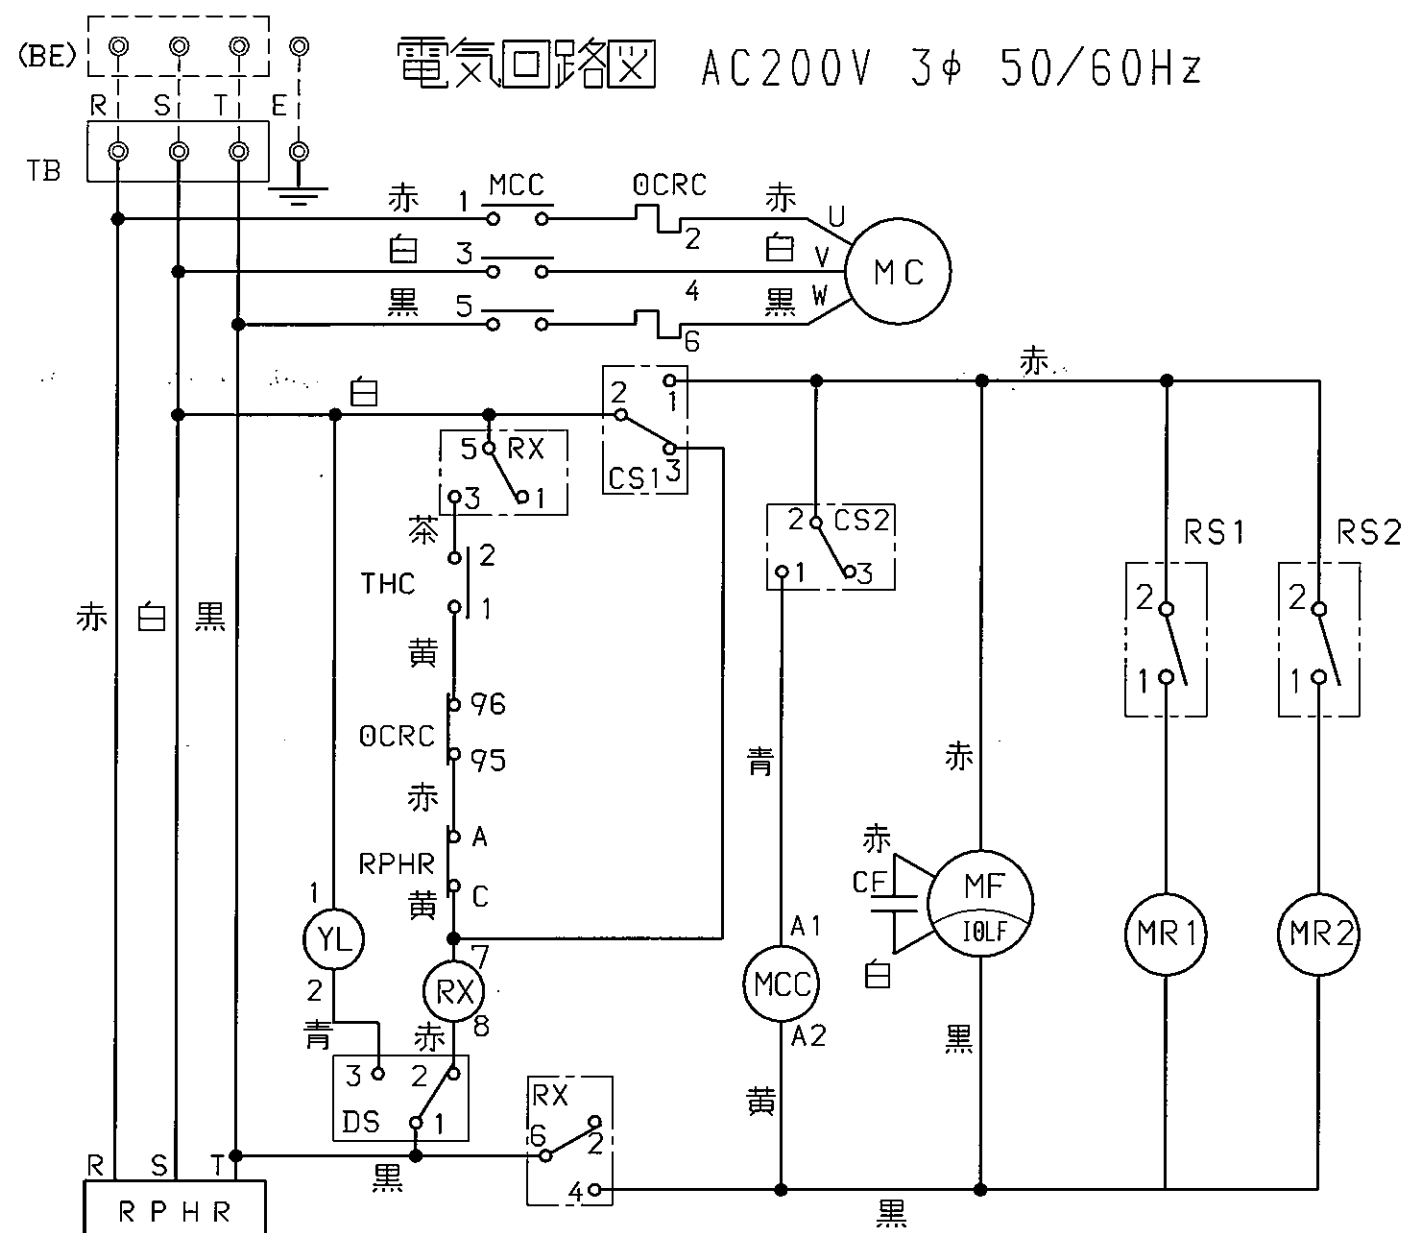 (BE)
電気回路図 AC200V 3φ 50/60Hz
R S T E
TB
赤 1 MCC OCRC 赤 U
2
白 3 白 V MC
黒 5 4 黒 W
6
赤
白 2 1
5 RX 3
CS1
3 1
茶 2 CS2
2
THC 1 3 RS1 RS2
1
赤 白 黒 2 2
黄 1 1
96
OCRC
95 青 赤
赤
A 赤
RPHR CF MF
1 黄 C IOLF
YL A1 MR1 MR2
7
2 RX MCC 白
青 赤 8 A2 黒
3 2
DS 1 RX 黄
6 2
R S T 黒 4
RPHR 黒